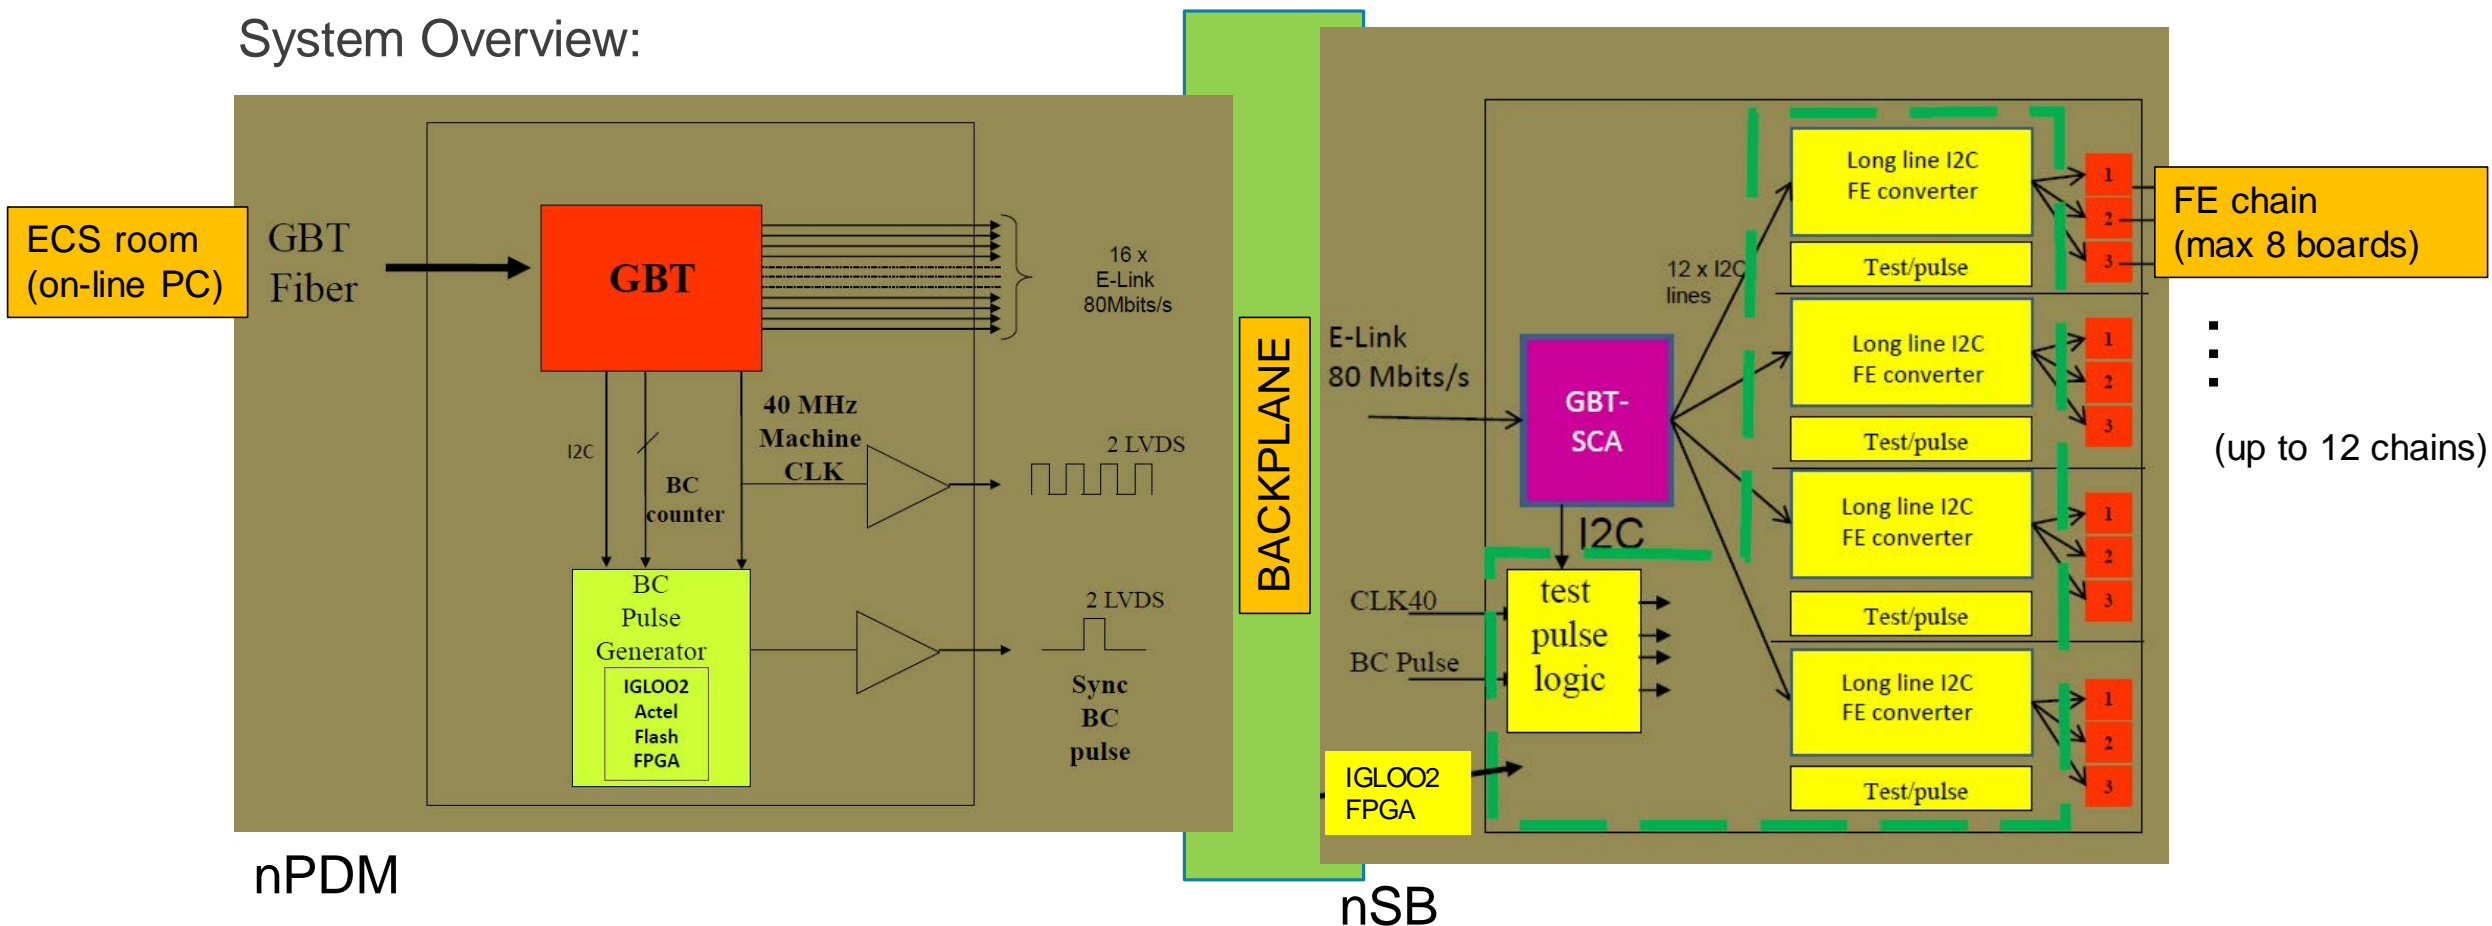 System Overview:
ECS room
(on-line PC)
GBT
Fiber
GBT
16 x
E-Link
80Mbits/s
I2C
BC
counter
40 MHz
Machine
CLK
2 LVDS
BC
Pulse
Generator
IGLOO2
Actel
Flash
FPGA
2 LVDS
Sync
BC
pulse
nPDM
BACKPLANE
E-Link
80 Mbits/s
GBT-
SCA
12 x I2C
lines
I2C
CLK40
BC Pulse
test
pulse
logic
IGLOO2
FPGA
Long line I2C
FE converter
Test/pulse
1
2
3
Long line I2C
FE converter
Test/pulse
1
2
3
Long line I2C
FE converter
Test/pulse
1
2
3
Long line I2C
FE converter
Test/pulse
1
2
3
FE chain
(max 8 boards)
(up to 12 chains)
nSB